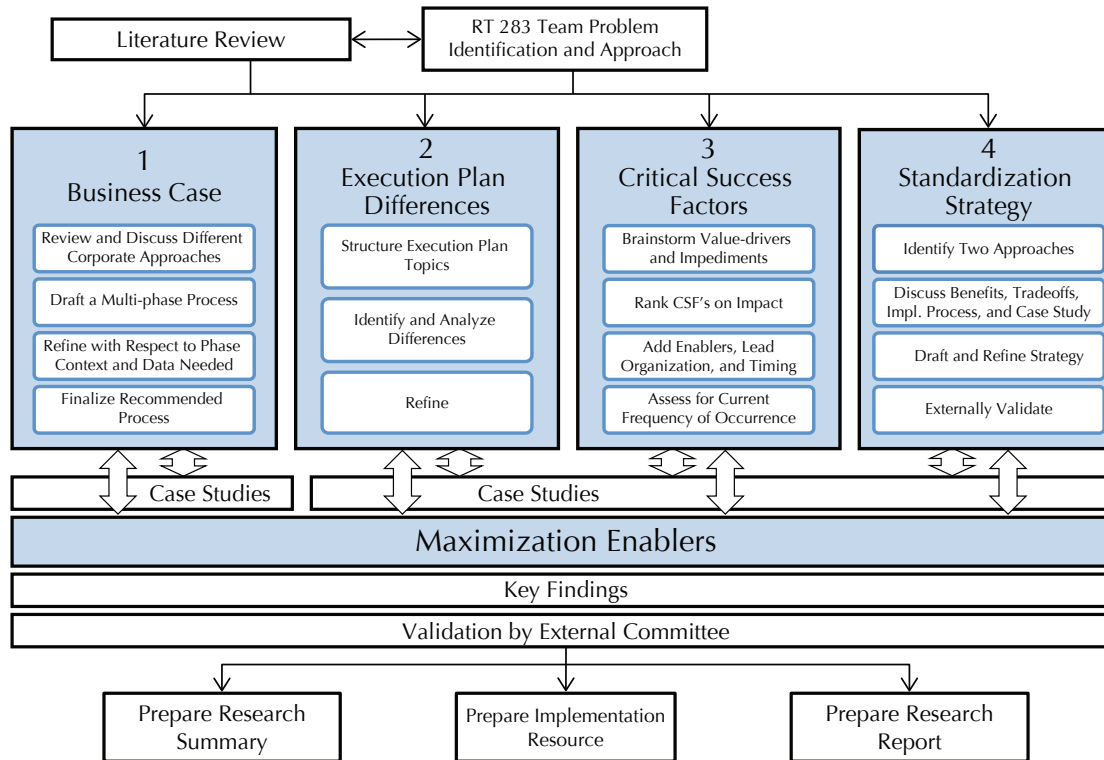 Literature Review
RT 283 Team Problem
Identification and Approach
1
Business Case
Review and Discuss Different
Corporate Approaches
Draft a Multi-phase Process
Refine with Respect to Phase
Context and Data Needed
Finalize Recommended
Process
2
Execution Plan
Differences
Structure Execution Plan
Topics
Identify and Analyze
Differences
Refine
3
Critical Success
Factors
Brainstorm Value-drivers
and Impediments
Rank CSF's on Impact
Add Enablers, Lead
Organization, and Timing
Assess for Current
Frequency of Occurrence
4
Standardization
Strategy
Identify Two Approaches
Discuss Benefits, Tradeoffs,
Impl. Process, and Case Study
Draft and Refine Strategy
Externally Validate
Case Studies
Case Studies
Maximization Enablers
Key Findings
Validation by External Committee
Prepare Research
Summary
Prepare Implementation
Resource
Prepare Research
Report